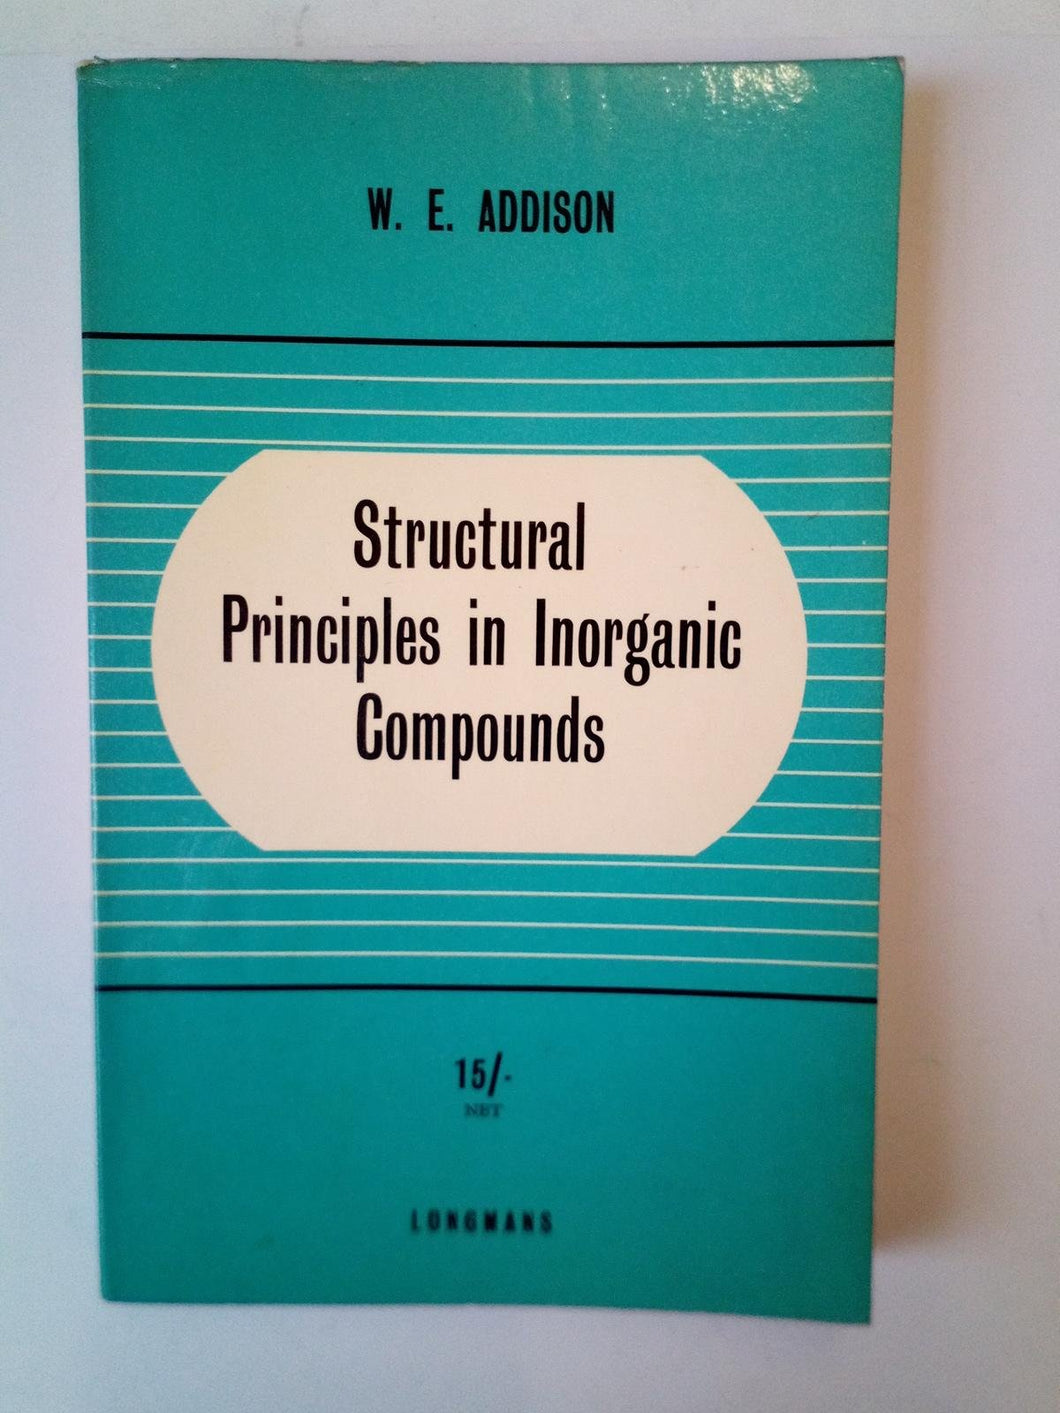 W. E. ADDISON
Structural
Principles in Inorganic
Compounds
15/-
NET
LONGMANS